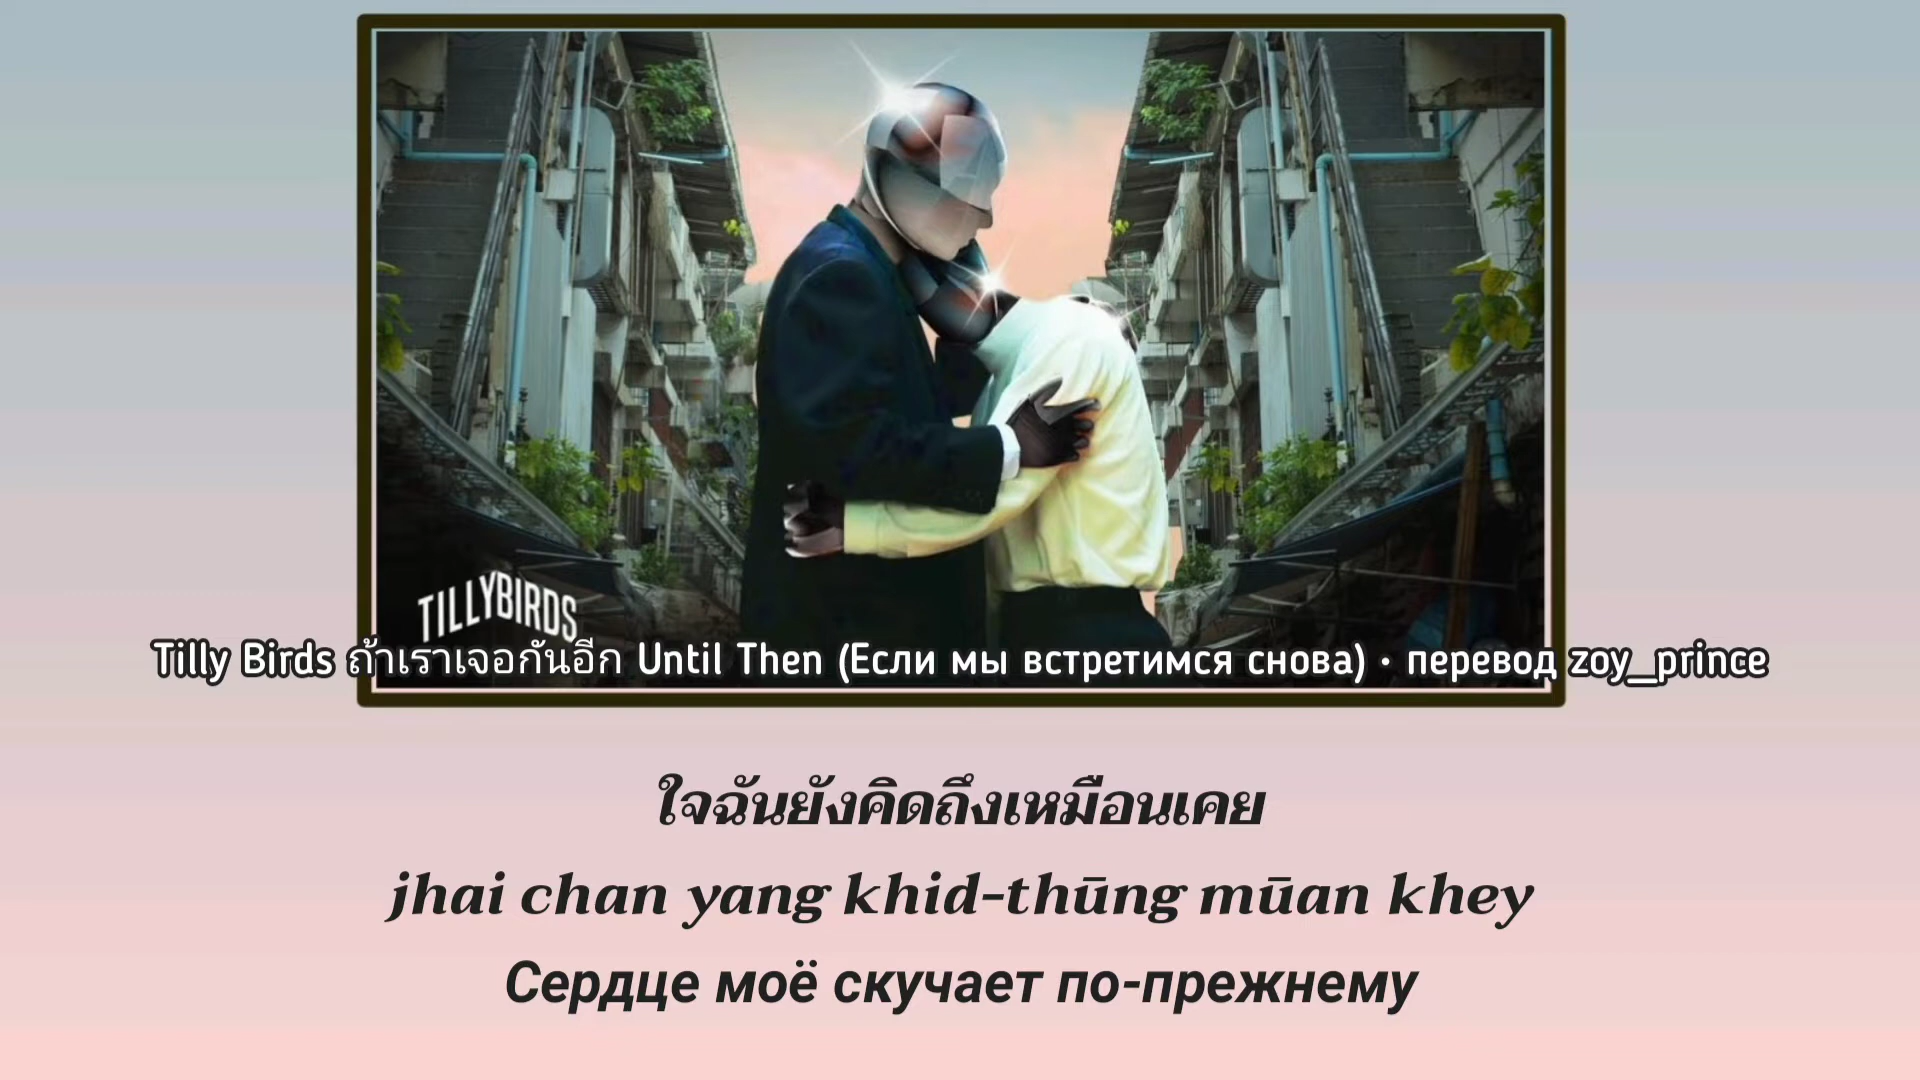 TILLYBIRDS
Tilly Birds ถ้าเราเจอกันอีก Until Then (Если мы встретимся снова) • перевод zoy_prince
ใจฉันยังคิดถึงเหมือนเคย
jhai chan yang khid-thūng mūan khey
Сердце моё скучает по-прежнему